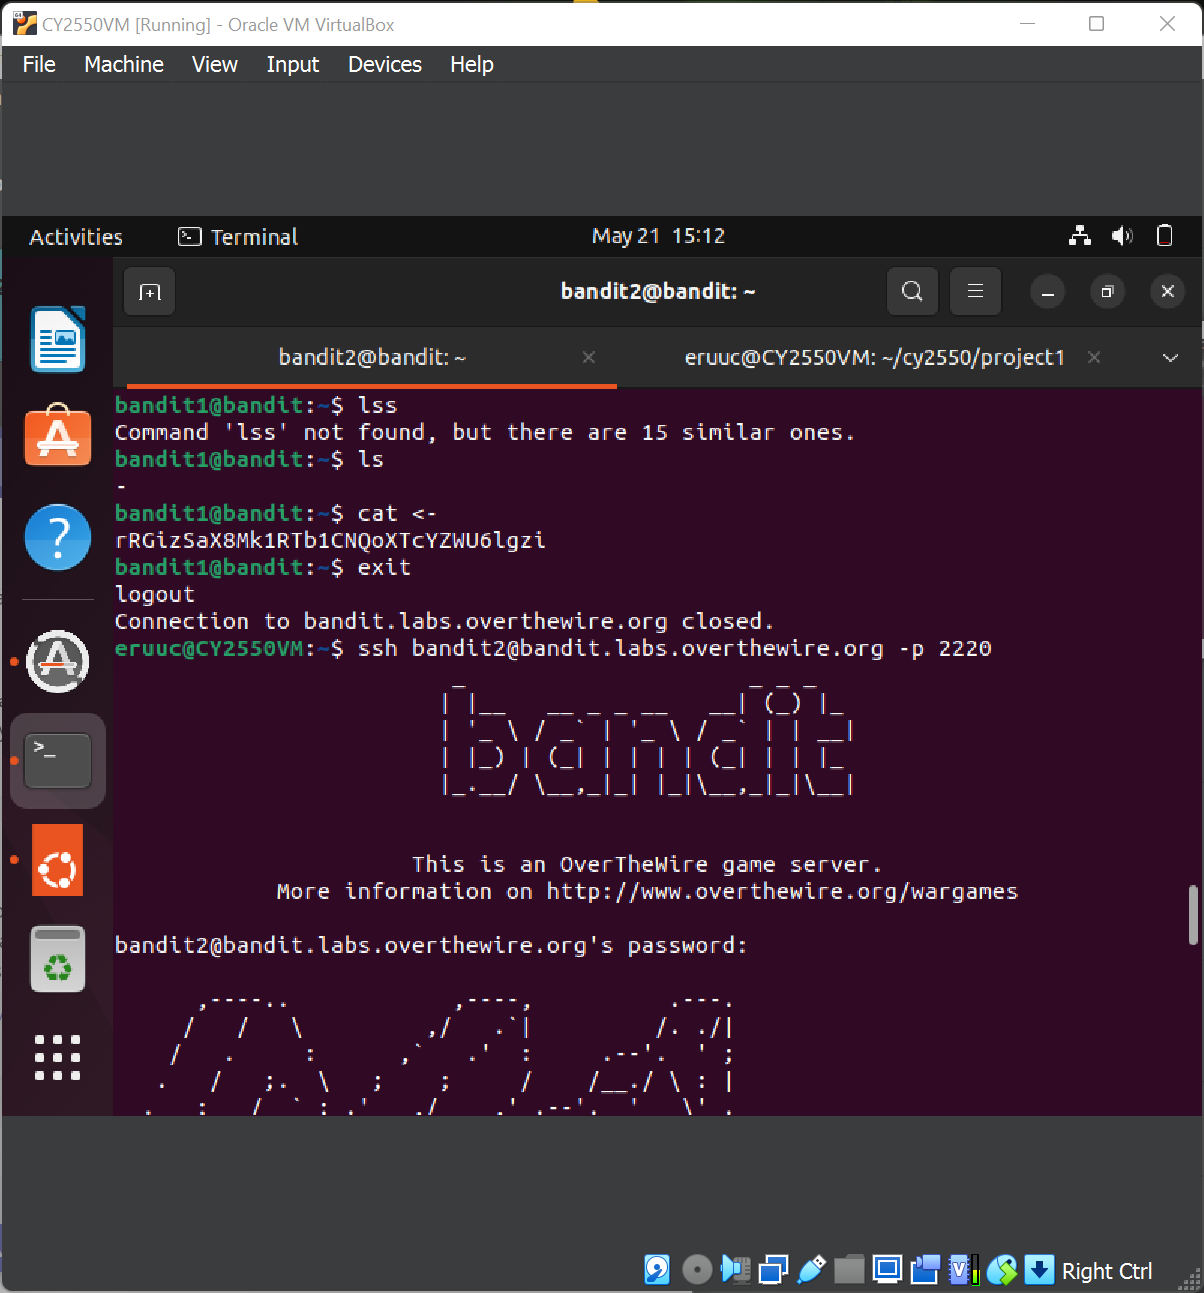 CY2550VM [Running] - Oracle VM VirtualBox
File Machine View Input Devices Help
Activities Terminal May 21 15:12
bandit2@bandit: ~
bandit2@bandit: ~ eruuc@CY2550VM: ~/cy2550/project1
bandit1@bandit:~$ lss
Command 'lss' not found, but there are 15 similar ones.
bandit1@bandit:~$ ls
-
bandit1@bandit:~$ cat <-
rRGizSaX8Mk1RTb1CNQoXTcYZWU6lgzi
bandit1@bandit:~$ exit
logout
Connection to bandit.labs.overthewire.org closed.
eruuc@CY2550VM:~$ ssh bandit2@bandit.labs.overthewire.org -p 2220
bandit
This is an OverTheWire game server.
More information on http://www.overthewire.org/wargames
bandit2@bandit.labs.overthewire.org's password:
Right Ctrl